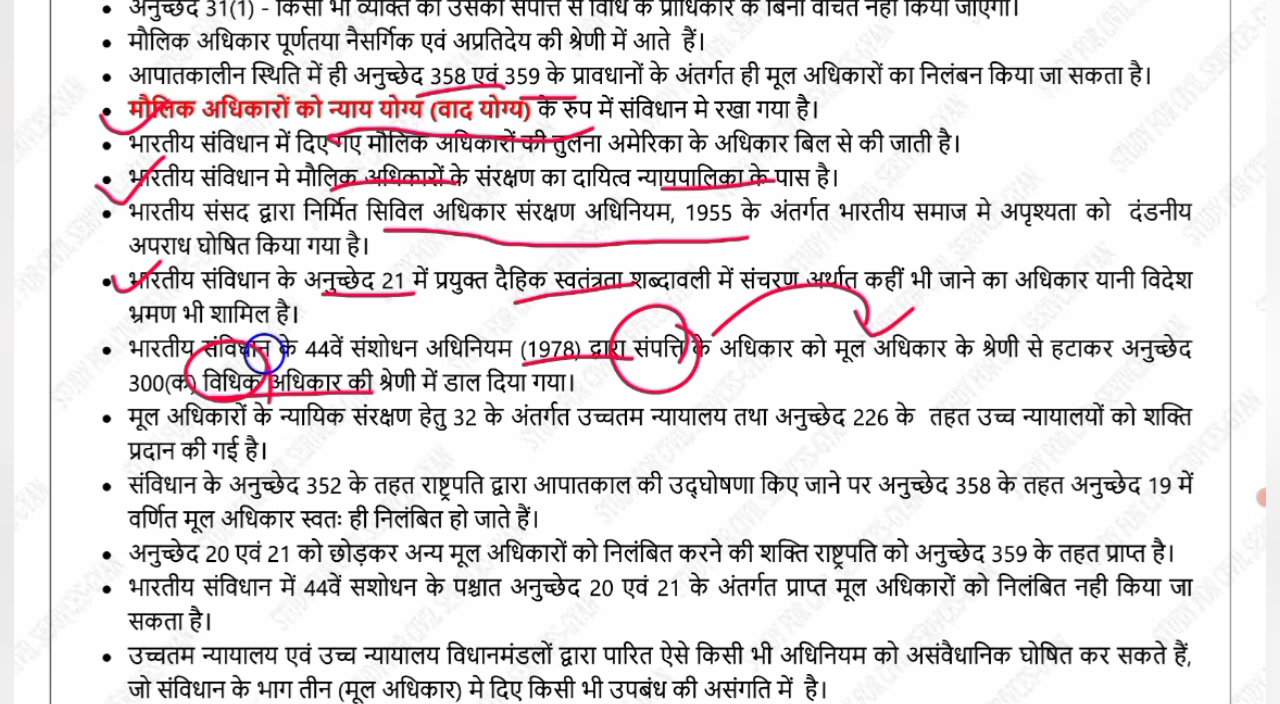 अनुच्छेद 31(1) - किसी भी व्यक्ति को उसकी संपत्ति से विधि के प्राधिकार के बिना वंचित नहीं किया जाएगा।
• मौलिक अधिकार पूर्णतया नैसर्गिक एवं अप्रतिदेय की श्रेणी में आते हैं।
• आपातकालीन स्थिति में ही अनुच्छेद 358 एवं 359 के प्रावधानों के अंतर्गत ही मूल अधिकारों का निलंबन किया जा सकता है।
• मौलिक अधिकारों को न्याय योग्य (वाद योग्य) के रुप में संविधान मे रखा गया है।
• भारतीय संविधान में दिए गए मौलिक अधिकारों की तुलना अमेरिका के अधिकार बिल से की जाती है।
• भारतीय संविधान मे मौलिक अधिकारों के संरक्षण का दायित्व न्यायपालिका के पास है।
• भारतीय संसद द्वारा निर्मित सिविल अधिकार संरक्षण अधिनियम, 1955 के अंतर्गत भारतीय समाज मे अपृश्यता को दंडनीय
अपराध घोषित किया गया है।
• भारतीय संविधान के अनुच्छेद 21 में प्रयुक्त दैहिक स्वतंत्रता शब्दावली में संचरण अर्थात कहीं भी जाने का अधिकार यानी विदेश
भ्रमण भी शामिल है।
• भारतीय संविधान के 44वें संशोधन अधिनियम (1978) द्वारा संपत्ति के अधिकार को मूल अधिकार के श्रेणी से हटाकर अनुच्छेद
300(क) विधिक अधिकार की श्रेणी में डाल दिया गया।
• मूल अधिकारों के न्यायिक संरक्षण हेतु 32 के अंतर्गत उच्चतम न्यायालय तथा अनुच्छेद 226 के तहत उच्च न्यायालयों को शक्ति
प्रदान की गई है।
• संविधान के अनुच्छेद 352 के तहत राष्ट्रपति द्वारा आपातकाल की उद्घोषणा किए जाने पर अनुच्छेद 358 के तहत अनुच्छेद 19 में
वर्णित मूल अधिकार स्वतः ही निलंबित हो जाते हैं।
• अनुच्छेद 20 एवं 21 को छोड़कर अन्य मूल अधिकारों को निलंबित करने की शक्ति राष्ट्रपति को अनुच्छेद 359 के तहत प्राप्त है।
• भारतीय संविधान में 44वें सशोधन के पश्चात अनुच्छेद 20 एवं 21 के अंतर्गत प्राप्त मूल अधिकारों को निलंबित नही किया जा
सकता है।
• उच्चतम न्यायालय एवं उच्च न्यायालय विधानमंडलों द्वारा पारित ऐसे किसी भी अधिनियम को असंवैधानिक घोषित कर सकते हैं,
जो संविधान के भाग तीन (मूल अधिकार) मे दिए किसी भी उपबंध की असंगति में है।